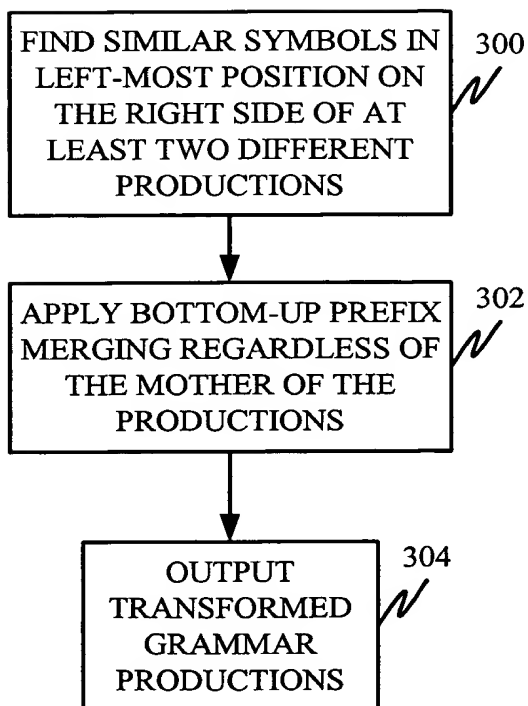 FIND SIMILAR SYMBOLS IN
LEFT-MOST POSITION ON
THE RIGHT SIDE OF AT
LEAST TWO DIFFERENT
PRODUCTIONS
300
APPLY BOTTOM-UP PREFIX
MERGING REGARDLESS OF
THE MOTHER OF THE
PRODUCTIONS
302
OUTPUT
TRANSFORMED
GRAMMAR
PRODUCTIONS
304